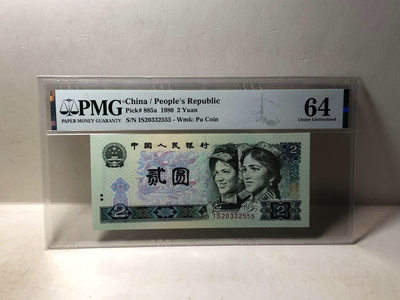 PMG
PAPER MONEY GUARANTY
China / People's Republic
Pick# 885a 1980 2 Yuan
S/N IS20332555 - Wmk: Pu Coin
64
Choice Uncirculated
中国人民银行
贰圆
2
2
IS20332555